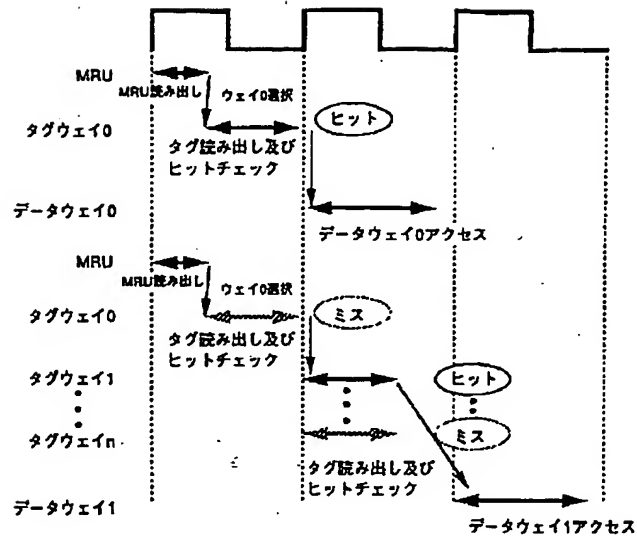 MRU
MRU読み出し
ウェイ0選択
タグウェイ0
ヒット
タグ読み出し及び
ヒットチェック
データウェイ0
データウェイ0アクセス
MRU
MRU読み出し
ウェイ0選択
タグウェイ0
ミス
タグ読み出し及び
ヒットチェック
タグウェイ1
ヒット
タグウェイn
ミス
タグ読み出し及び
ヒットチェック
データウェイ1
データウェイ1アクセス